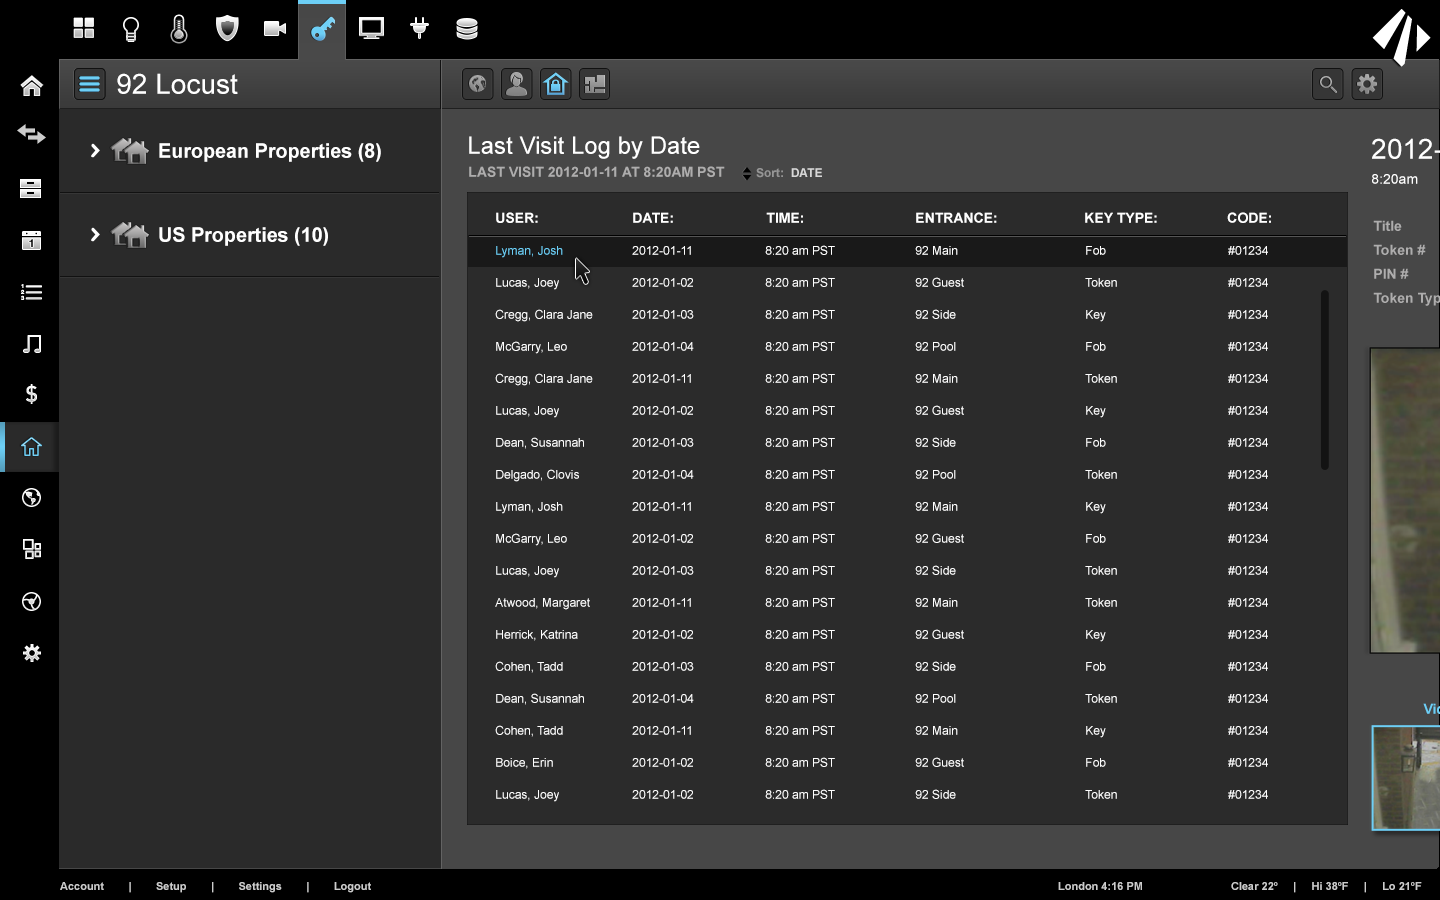 92 Locust
European Properties (8)
US Properties (10)
1
$
Last Visit Log by Date
LAST VISIT 2012-01-11 AT 8:20AM PST Sort: DATE
USER: DATE: TIME: ENTRANCE: KEY TYPE: CODE:
Lyman, Josh 2012-01-11 8:20 am PST 92 Main Fob #01234
Lucas, Joey 2012-01-02 8:20 am PST 92 Guest Token #01234
Cregg, Clara Jane 2012-01-03 8:20 am PST 92 Side Key #01234
McGarry, Leo 2012-01-04 8:20 am PST 92 Pool Fob #01234
Cregg, Clara Jane 2012-01-11 8:20 am PST 92 Main Token #01234
Lucas, Joey 2012-01-02 8:20 am PST 92 Guest Key #01234
Dean, Susannah 2012-01-03 8:20 am PST 92 Side Fob #01234
Delgado, Clovis 2012-01-04 8:20 am PST 92 Pool Token #01234
Lyman, Josh 2012-01-11 8:20 am PST 92 Main Key #01234
McGarry, Leo 2012-01-02 8:20 am PST 92 Guest Fob #01234
Lucas, Joey 2012-01-03 8:20 am PST 92 Side Token #01234
Atwood, Margaret 2012-01-11 8:20 am PST 92 Main Token #01234
Herrick, Katrina 2012-01-02 8:20 am PST 92 Guest Key #01234
Cohen, Tadd 2012-01-03 8:20 am PST 92 Side Fob #01234
Dean, Susannah 2012-01-04 8:20 am PST 92 Pool Token #01234
Cohen, Tadd 2012-01-11 8:20 am PST 92 Main Key #01234
Boice, Erin 2012-01-02 8:20 am PST 92 Guest Fob #01234
Lucas, Joey 2012-01-02 8:20 am PST 92 Side Token #01234
2012-
8:20am
Title
Token #
PIN #
Token Typ
Vic
Account | Setup | Settings | Logout
London 4:16 PM
Clear 22° | Hi 38°F | Lo 21°F